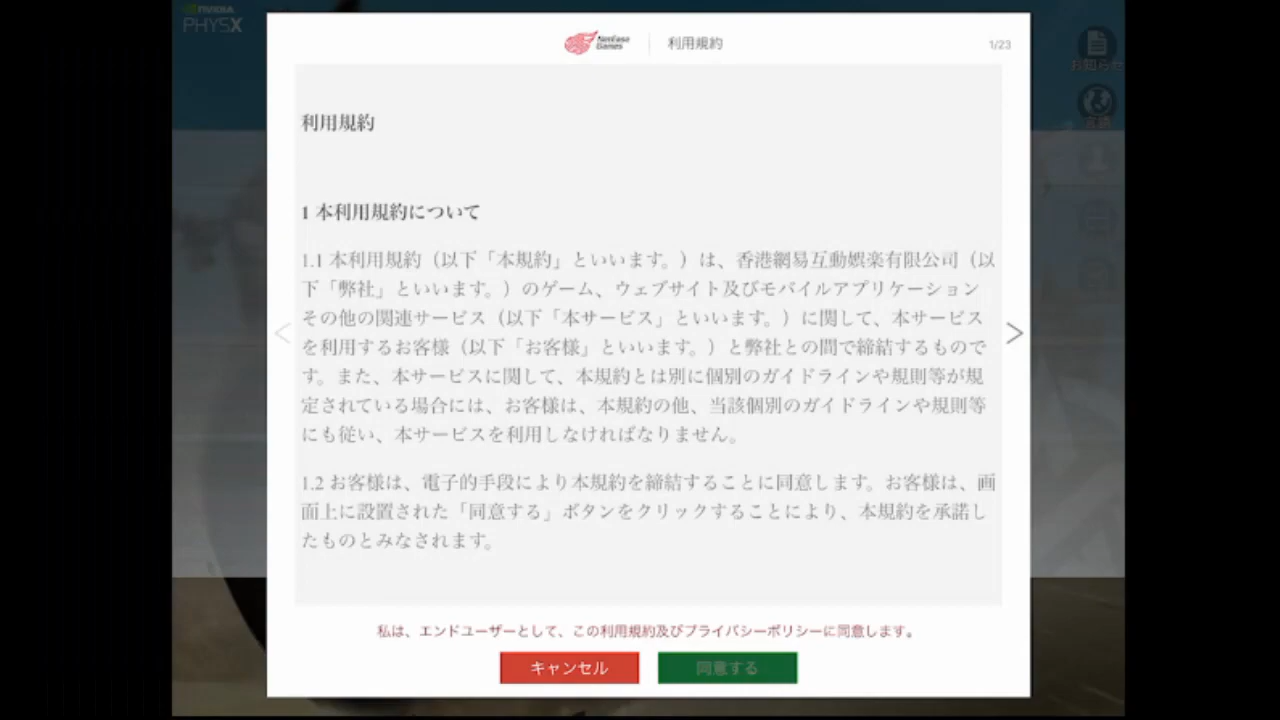 NVIDIA
PHYSX
NetEase
Games
利用規約
1/23
お知らせ
言語
利用規約
1 本利用規約について
1.1 本利用規約（以下「本規約」といいます。）は、香港網易互動娯楽有限公司（以
下「弊社」といいます。）のゲーム、ウェブサイト及びモバイルアプリケーション
その他の関連サービス（以下「本サービス」といいます。）に関して、本サービス
を利用するお客様（以下「お客様」といいます。）と弊社との間で締結するもので
す。また、本サービスに関して、本規約とは別に個別のガイドラインや規則等が規
定されている場合には、お客様は、本規約の他、当該個別のガイドラインや規則等
にも従い、本サービスを利用しなければなりません。
1.2 お客様は、電子的手段により本規約を締結することに同意します。お客様は、画
面上に設置された「同意する」ボタンをクリックすることにより、本規約を承諾し
たものとみなされます。
私は、エンドユーザーとして、この利用規約及びプライバシーポリシーに同意します。
キャンセル
同意する